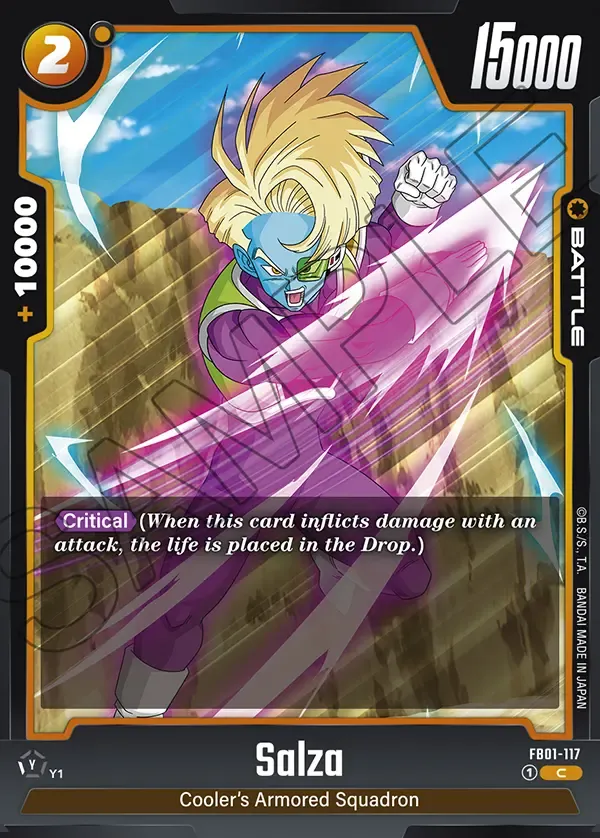 2
15000
+ 10000
BATTLE
SAMPLE
Critical (When this card inflicts damage with an
attack, the life is placed in the Drop.)
©B.S./S., T.A. BANDAI MADE IN JAPAN
Salza
FB01-117
Y Y1
1 C
Cooler's Armored Squadron